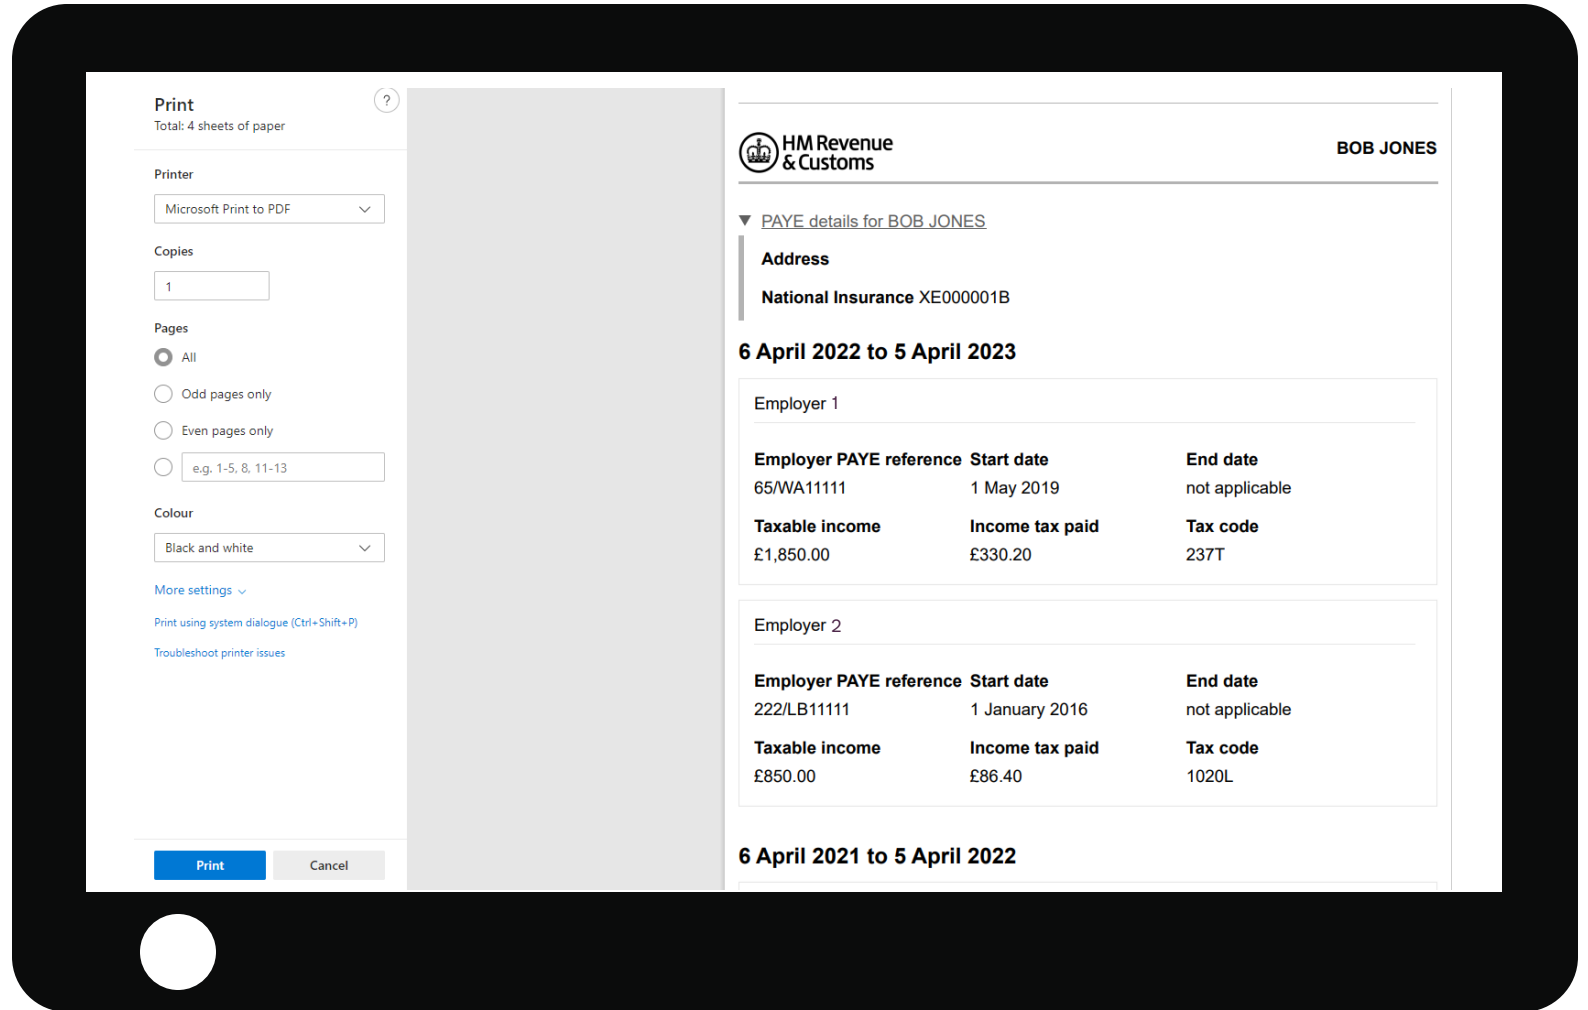 Print
Total: 4 sheets of paper
?
Printer
Microsoft Print to PDF
Copies
1
Pages
All
Odd pages only
Even pages only
e.g. 1-5, 8, 11-13
Colour
Black and white
More settings
Print using system dialogue (Ctrl+Shift+P)
Troubleshoot printer issues
Print Cancel
HM Revenue
& Customs
BOB JONES
PAYE details for BOB JONES
Address
National Insurance XE000001B
6 April 2022 to 5 April 2023
Employer 1
Employer PAYE reference Start date End date
65/WA11111 1 May 2019 not applicable
Taxable income Income tax paid Tax code
£1,850.00 £330.20 237T
Employer 2
Employer PAYE reference Start date End date
222/LB11111 1 January 2016 not applicable
Taxable income Income tax paid Tax code
£850.00 £86.40 1020L
6 April 2021 to 5 April 2022